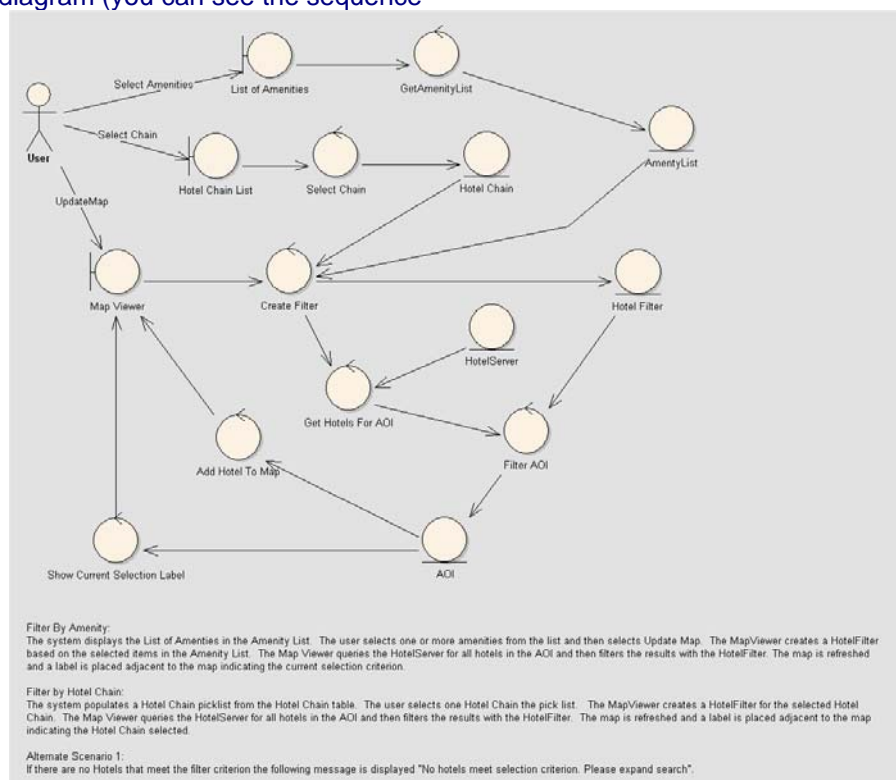 diagram (you can see the sequence
Select Amenities
List of Amenities
GetAmenityList
Select Chain
AmentyList
User
Hotel Chain List
Select Chain
Hotel Chain
UpdateMap
Map Viewer
Create Filter
Hotel Filter
HotelServer
Get Hotels For AOI
Filter AOI
Add Hotel To Map
Show Current Selection Label
AOI
Filter By Amenity:
The system displays the List of Amenties in the Amenity List. The user selects one or more amenities from the list and then selects Update Map. The MapViewer creates a HotelFilter
based on the selected items in the Amenity List. The Map Viewer queries the HotelServer for all hotels in the AOI and then filters the results with the HotelFilter. The map is refreshed
and a label is placed adjacent to the map indicating the current selection criterion.
Filter by Hotel Chain:
The system populates a Hotel Chain picklist from the Hotel Chain table. The user selects one Hotel Chain the pick list. The MapViewer creates a HotelFilter for the selected Hotel
Chain. The Map Viewer queries the HotelServer for all hotels in the AOI and then filters the results with the HotelFilter. The map is refreshed and a label is placed adjacent to the map
indicating the Hotel Chain selected.
Alternate Scenario 1:
If there are no Hotels that meet the filter criterion the following message is displayed "No hotels meet selection criterion. Please expand search".